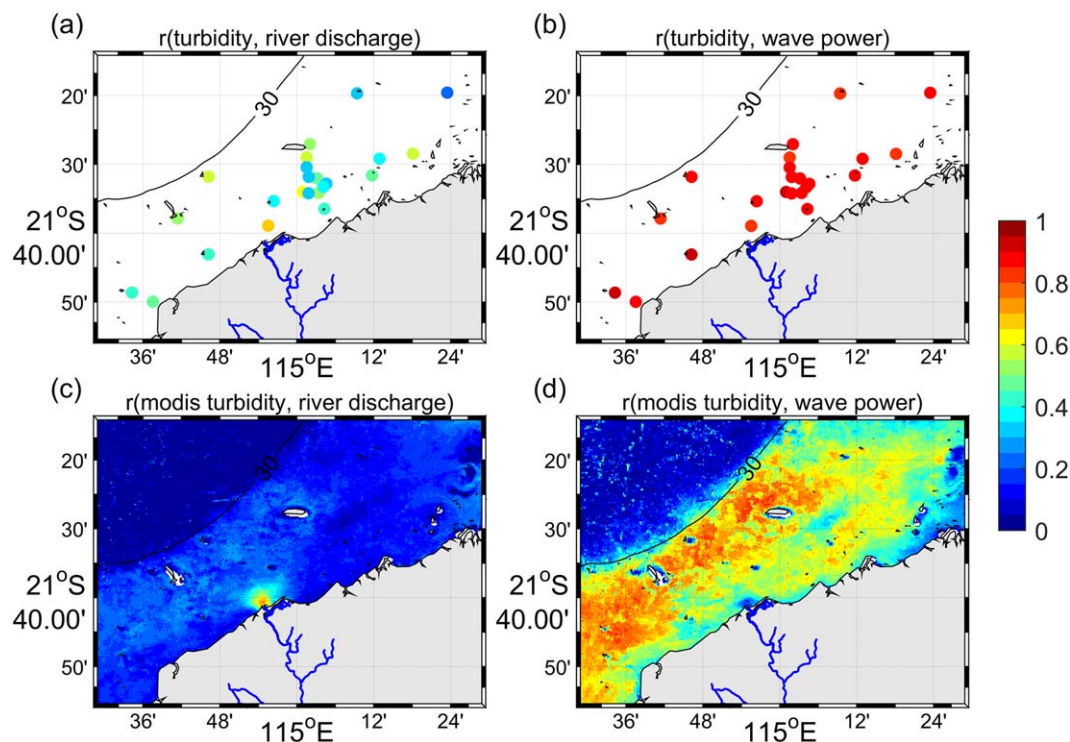 (a)
r(turbidity, river discharge)
20'
30'
21°S
40.00'
50'
30
36'
48'
115°E
12'
24'
(b)
r(turbidity, wave power)
20'
30'
21°S
40.00'
50'
30
36'
48'
115°E
12'
24'
1
0.8
0.6
0.4
0.2
0
(c)
r(modis turbidity, river discharge)
20'
30'
21°S
40.00'
50'
30
36'
48'
115°E
12'
24'
(d)
r(modis turbidity, wave power)
20'
30'
21°S
40.00'
50'
30
36'
48'
115°E
12'
24'